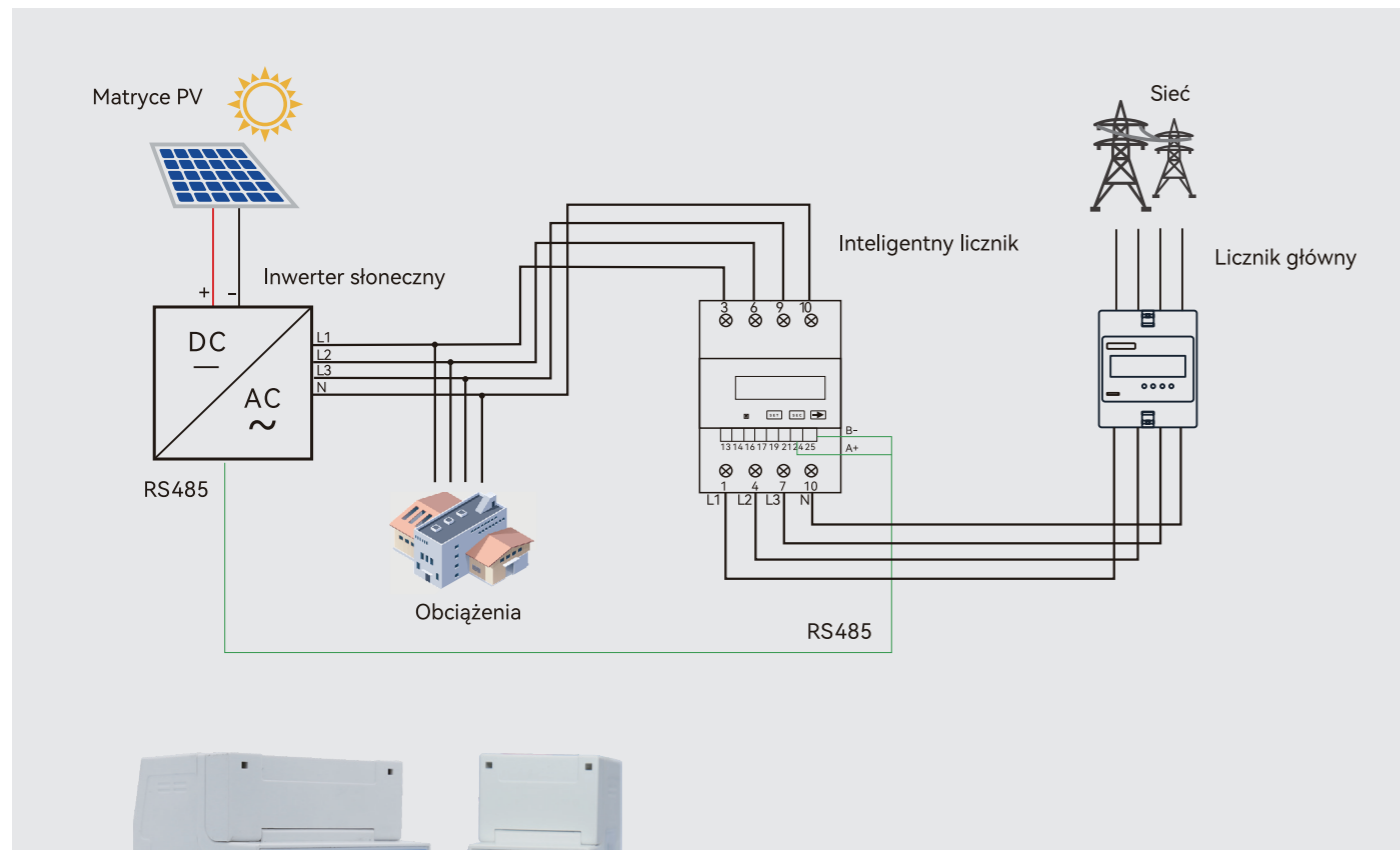 Matryce PV
Sieć
Inteligentny licznik
Licznik główny
Inwerter słoneczny
+ −
DC
AC
L1
L2
L3
N
3 6 9 10
SET ESC
B-
A+
13 14 16 17 19 21 24 25
1 4 7 10
L1 L2 L3 N
RS485
Obciążenia
RS485